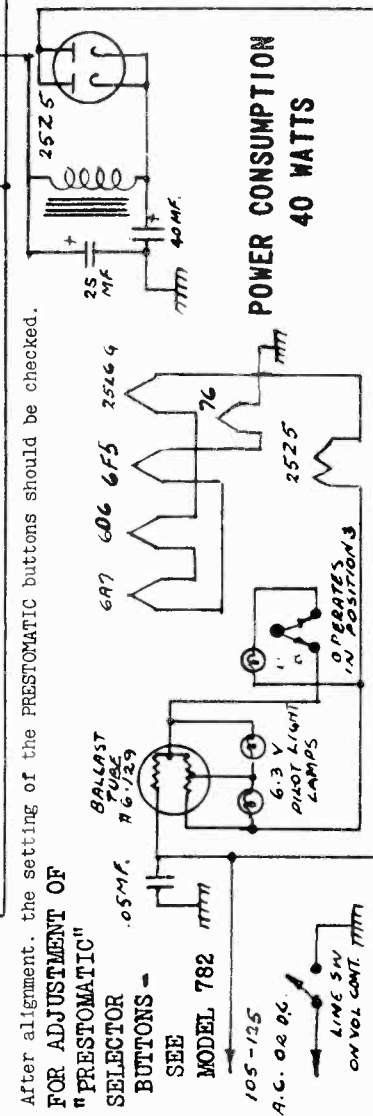 After alignment. the setting of the PRESTOMATIC buttons should be checked.
FOR ADJUSTMENT OF
"PRESTOMATIC"
SELECTOR
BUTTONS -
SEE
MODEL 782
105-125
A.C. OR D.C.
LINE SW
ON VOL CONT.
.05MF.
BALLAST
TUBE
#6-129
6.3 V
PILOT LIGHT
LAMPS
OPERATES
IN POSITION 3
6A7
6D6
6F5
25L6G
76
25Z5
25
MF
40MF.
25Z5
POWER CONSUMPTION
40 WATTS